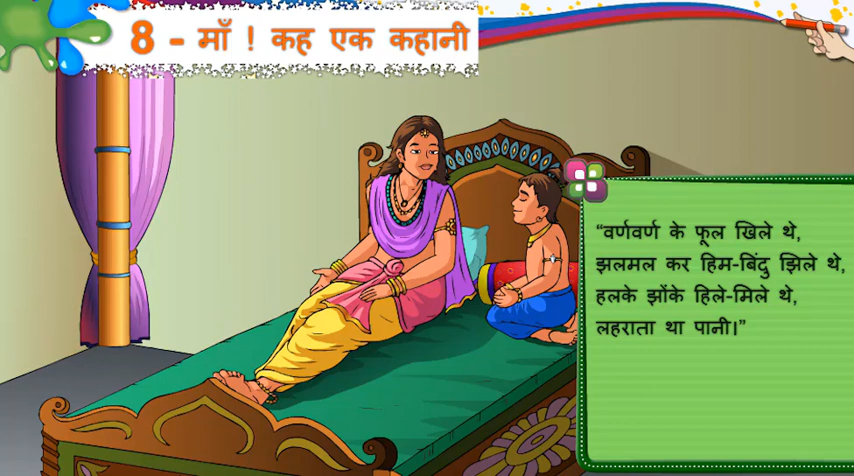 8 - माँ ! कह एक कहानी
“वर्णवर्ण के फूल खिले थे,
झलमल कर हिम-बिंदु झिले थे,
हलके झोंके हिले-मिले थे,
लहराता था पानी।”